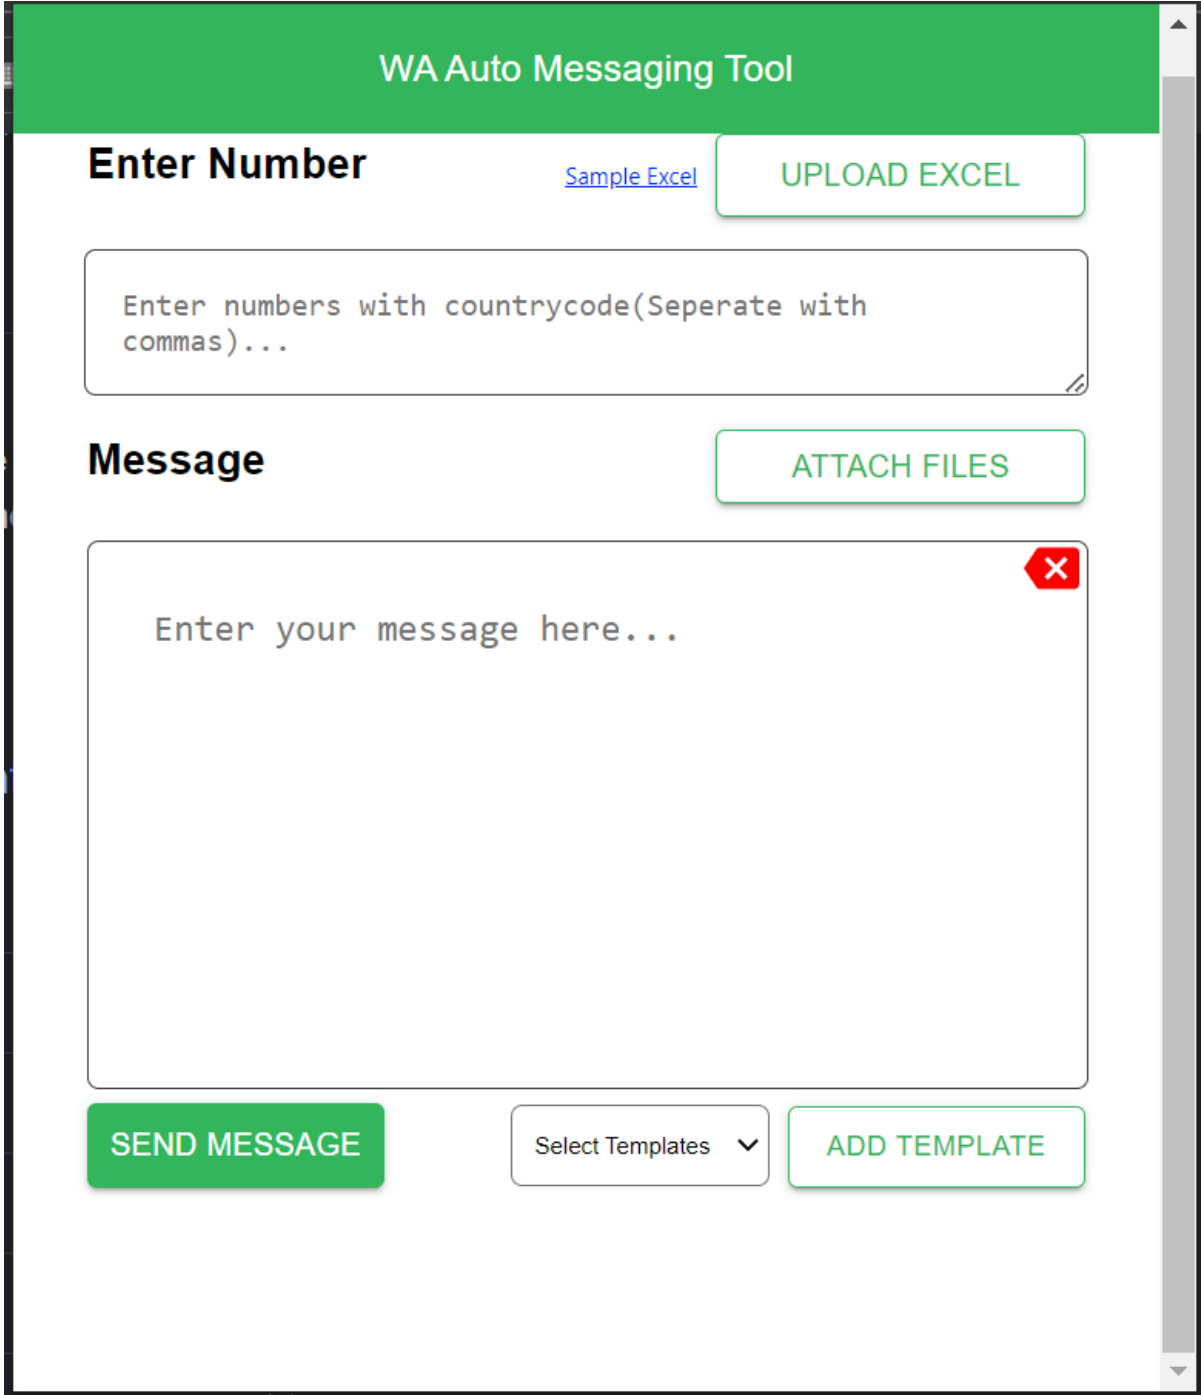 WA Auto Messaging Tool
Enter Number
Sample Excel
UPLOAD EXCEL
Enter numbers with countrycode(Seperate with
commas)...
Message
ATTACH FILES
Enter your message here...
SEND MESSAGE
Select Templates
ADD TEMPLATE